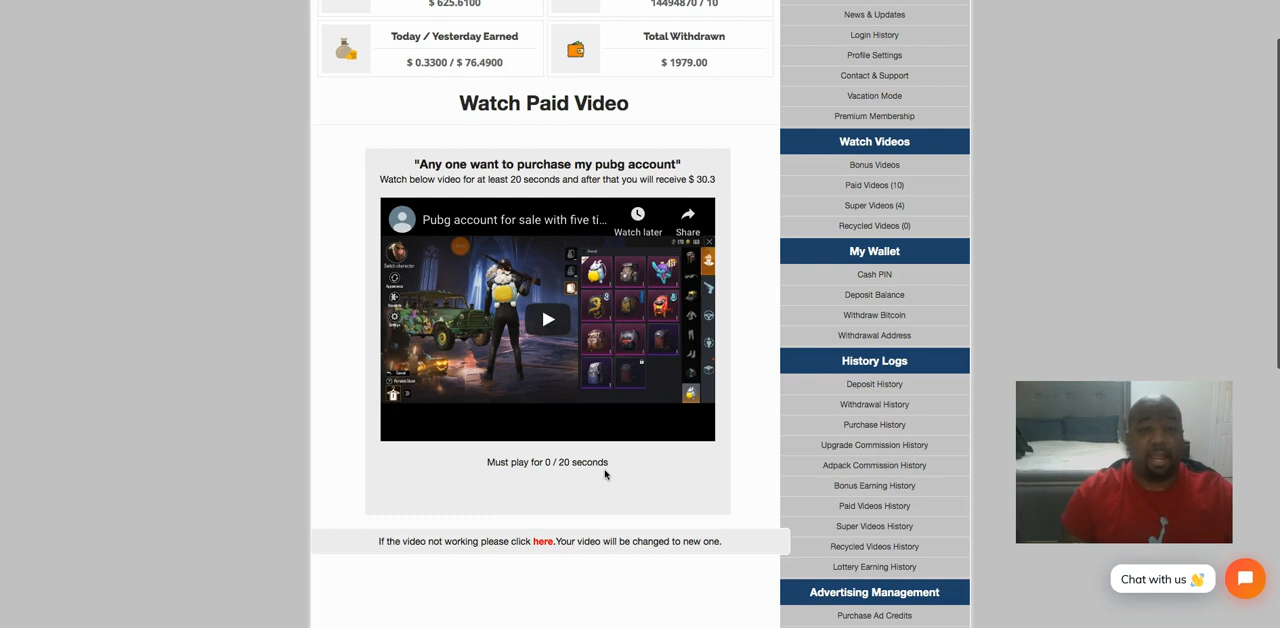 $ 625.6100
14494870 / 10
Today / Yesterday Earned
$ 0.3300 / $ 76.4900
Total Withdrawn
$ 1979.00
Watch Paid Video
"Any one want to purchase my pubg account"
Watch below video for at least 20 seconds and after that you will receive $ 30.3
Pubg account for sale with five ti...
Watch later
Share
Must play for 0 / 20 seconds
If the video not working please click here.Your video will be changed to new one.
News & Updates
Login History
Profile Settings
Contact & Support
Vacation Mode
Premium Membership
Watch Videos
Bonus Videos
Paid Videos (10)
Super Videos (4)
Recycled Videos (0)
My Wallet
Cash PIN
Deposit Balance
Withdraw Bitcoin
Withdrawal Address
History Logs
Deposit History
Withdrawal History
Purchase History
Upgrade Commission History
Adpack Commission History
Bonus Earning History
Paid Videos History
Super Videos History
Recycled Videos History
Lottery Earning History
Advertising Management
Purchase Ad Credits
Chat with us 👋